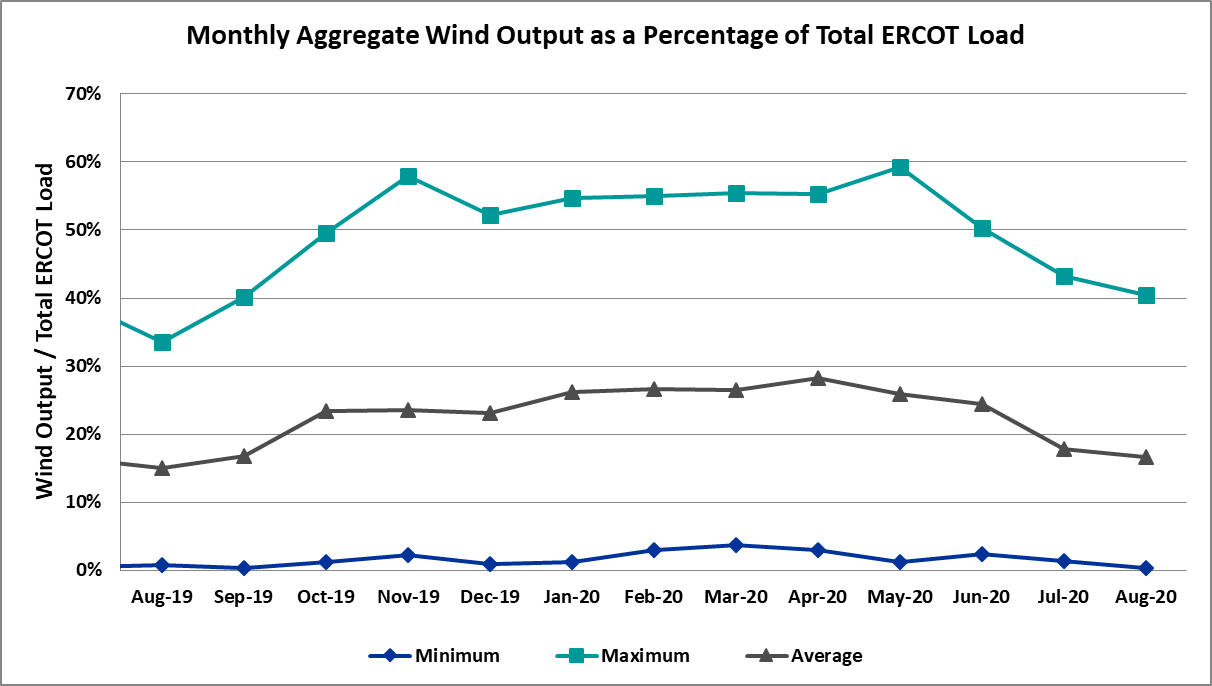 Monthly Aggregate Wind Output as a Percentage of Total ERCOT Load
Wind Output / Total ERCOT Load
70%
60%
50%
40%
30%
20%
10%
0%
Aug-19 Sep-19 Oct-19 Nov-19 Dec-19 Jan-20 Feb-20 Mar-20 Apr-20 May-20 Jun-20 Jul-20 Aug-20
Minimum Maximum Average